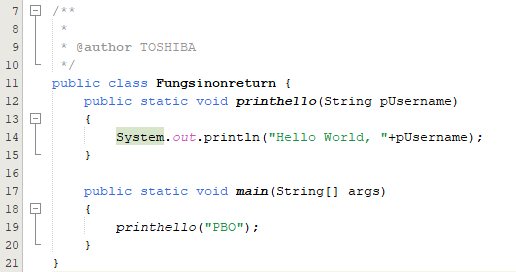 7 /**
8 *
9 * @author TOSHIBA
10 */
11 public class Fungsinonreturn {
12 public static void printhello(String pUsername)
13 {
14 System.out.println("Hello World, "+pUsername);
15 }
16
17 public static void main(String[] args)
18 {
19 printhello("PBO");
20 }
21 }